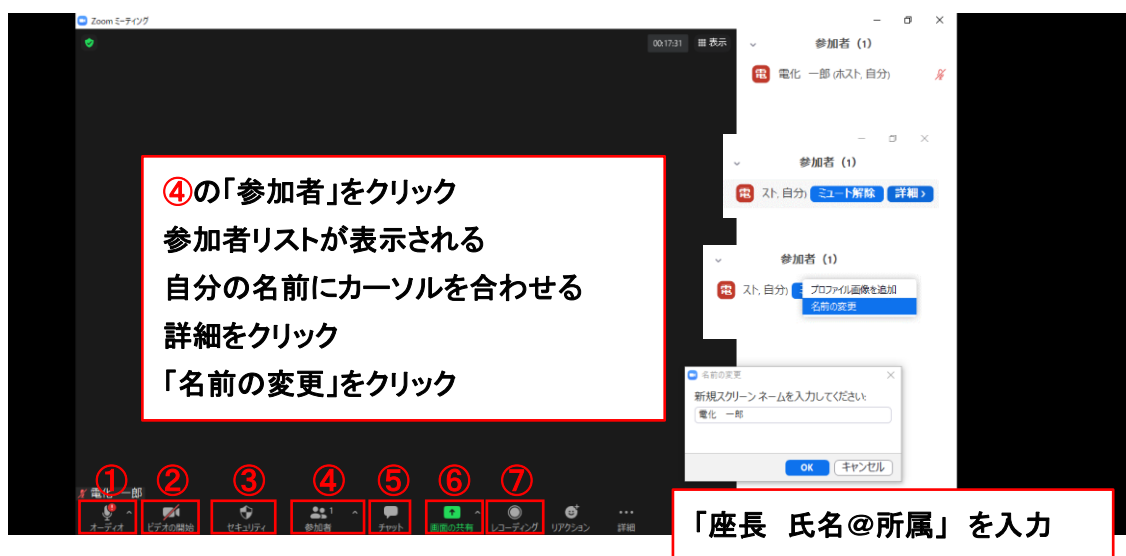 Zoom ミーティング
00:17:31 表示
参加者 (1)
電 電化 一郎 (ホスト, 自分)
参加者 (1)
電 スト, 自分) ミュート解除 詳細 >
参加者 (1)
電 スト, 自分) プロファイル画像を追加
名前の変更
④の「参加者」をクリック
参加者リストが表示される
自分の名前にカーソルを合わせる
詳細をクリック
「名前の変更」をクリック
名前の変更
新規スクリーン ネームを入力してください:
電化 一郎
OK キャンセル
① ② ③ ④ ⑤ ⑥ ⑦
電化 一郎
1
オーディオ ビデオの開始 セキュリティ 参加者 チャット 画面の共有 レコーディング リアクション 詳細
「座長 氏名@所属」 を入力